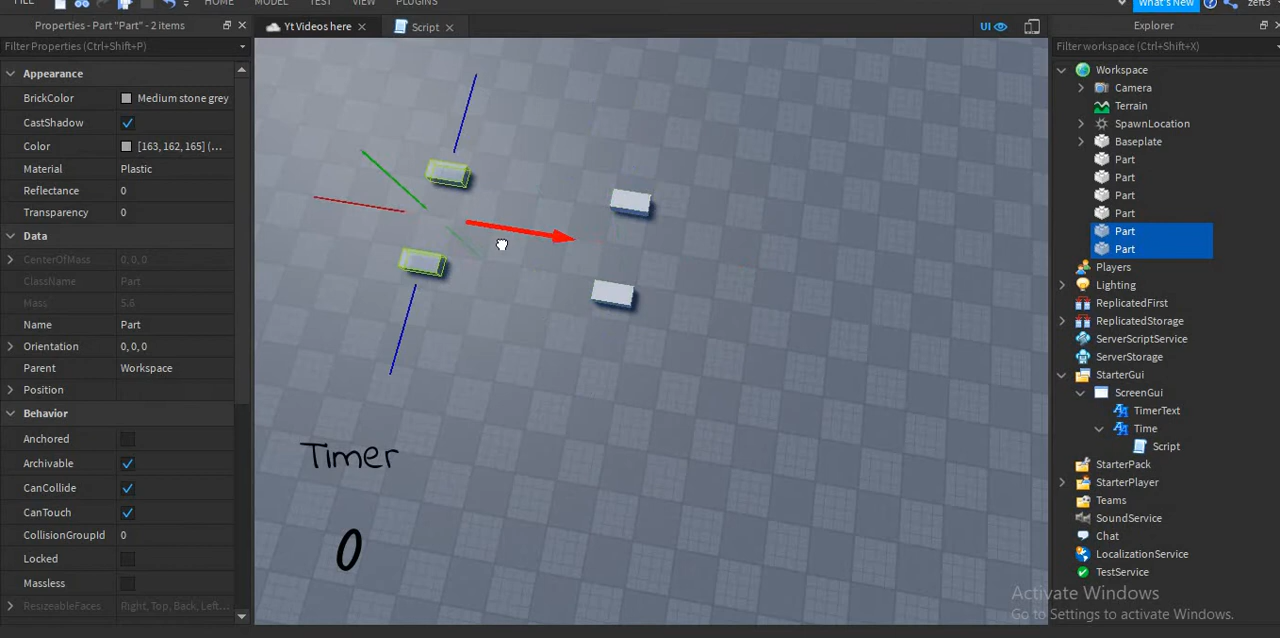 FILE HOME MODEL TEST VIEW PLUGINS What's New zeft3
Properties - Part "Part" - 2 items
Yt Videos here
Script
UI
Explorer
Filter Properties (Ctrl+Shift+P)
Filter workspace (Ctrl+Shift+X)
Appearance
BrickColor Medium stone grey
CastShadow
Color [163, 162, 165] (...
Material Plastic
Reflectance 0
Transparency 0
Data
CenterOfMass 0, 0, 0
ClassName Part
Mass 5.6
Name Part
Orientation 0, 0, 0
Parent Workspace
Position
Behavior
Anchored
Archivable
CanCollide
CanTouch
CollisionGroupId 0
Locked
Massless
ResizeableFaces Right, Top, Back, Left...
Timer
0
Workspace
Camera
Terrain
SpawnLocation
Baseplate
Part
Part
Part
Part
Part
Part
Players
Lighting
ReplicatedFirst
ReplicatedStorage
ServerScriptService
ServerStorage
StarterGui
ScreenGui
TimerText
Time
Script
StarterPack
StarterPlayer
Teams
SoundService
Chat
LocalizationService
TestService
Activate Windows
Go to Settings to activate Windows.